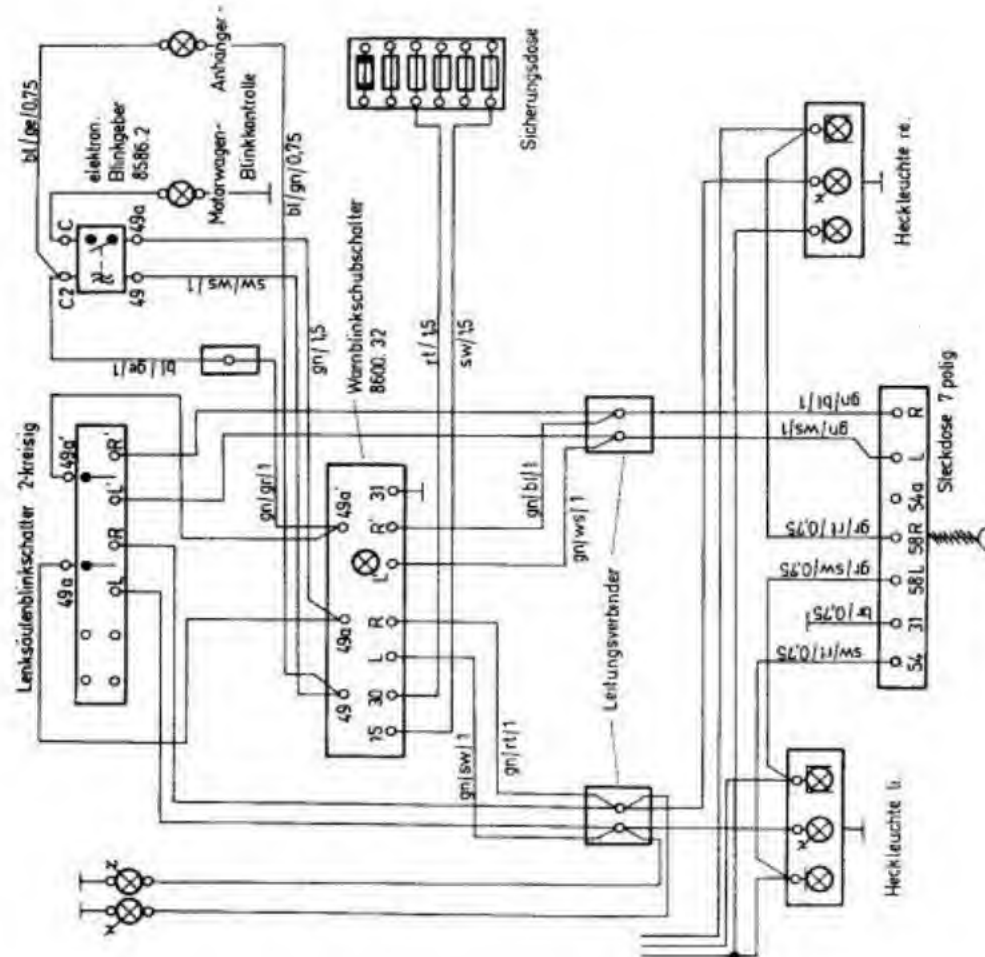 Lenksäulenblinkschalter 2-kreisig
49a
49a'
L
R
L'
R'
bl/ge/0,75
elektron.
Blinkgeber
8586.2
C2
C
49
49a
Motorwagen-
Anhänger-
Blinkkontrolle
bl/gn/0,75
sw/ws/1
bl/ge/1
gn/1,5
gn/gr/1
Warnblinkschubschalter
8600.32
49
49a
49a'
15
30
L
R
L'
R'
31
Sicherungsdose
rt/1,5
sw/1,5
gn/sw/1
gn/rt/1
gn/bl/1
gn/ws/1
Leitungsverbinder
Heckleuchte li.
Heckleuchte re.
sw/rt/0,75
br/0,75
gr/sw/0,75
gr/rt/0,75
gn/ws/1
gn/bl/1
54
31
58L
58R
54a
L
R
Steckdose 7 polig